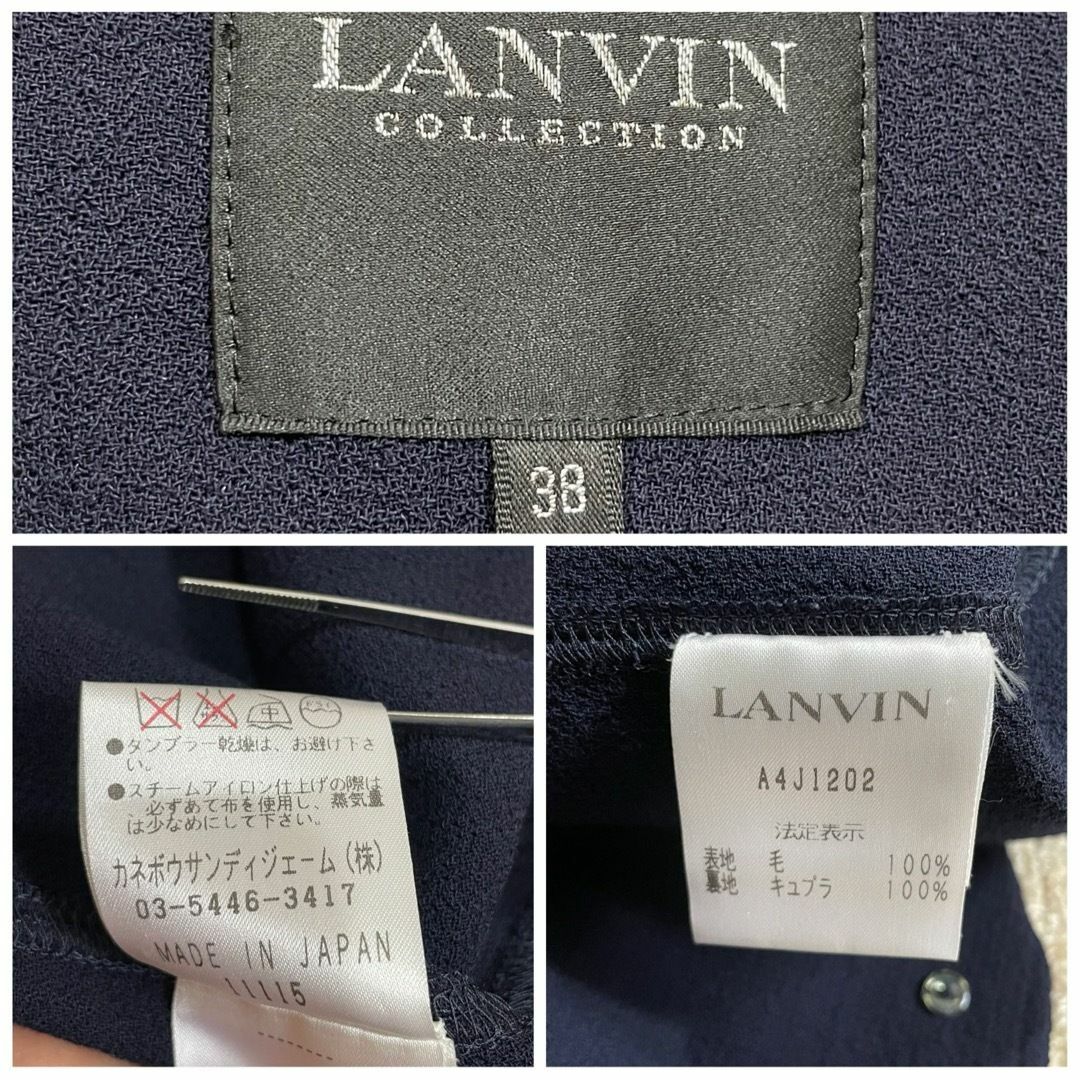 LANVIN
COLLECTION
38
●タンブラー乾燥は、お避け下さ
い。
●スチームアイロン仕上げの際は
必ずあて布を使用し、蒸気量
は少なめにして下さい。
カネボウサンディジェーム(株)
03-5446-3417
MADE IN JAPAN
11115
LANVIN
A4J1202
法定表示
表地 毛 100%
裏地 キュプラ 100%